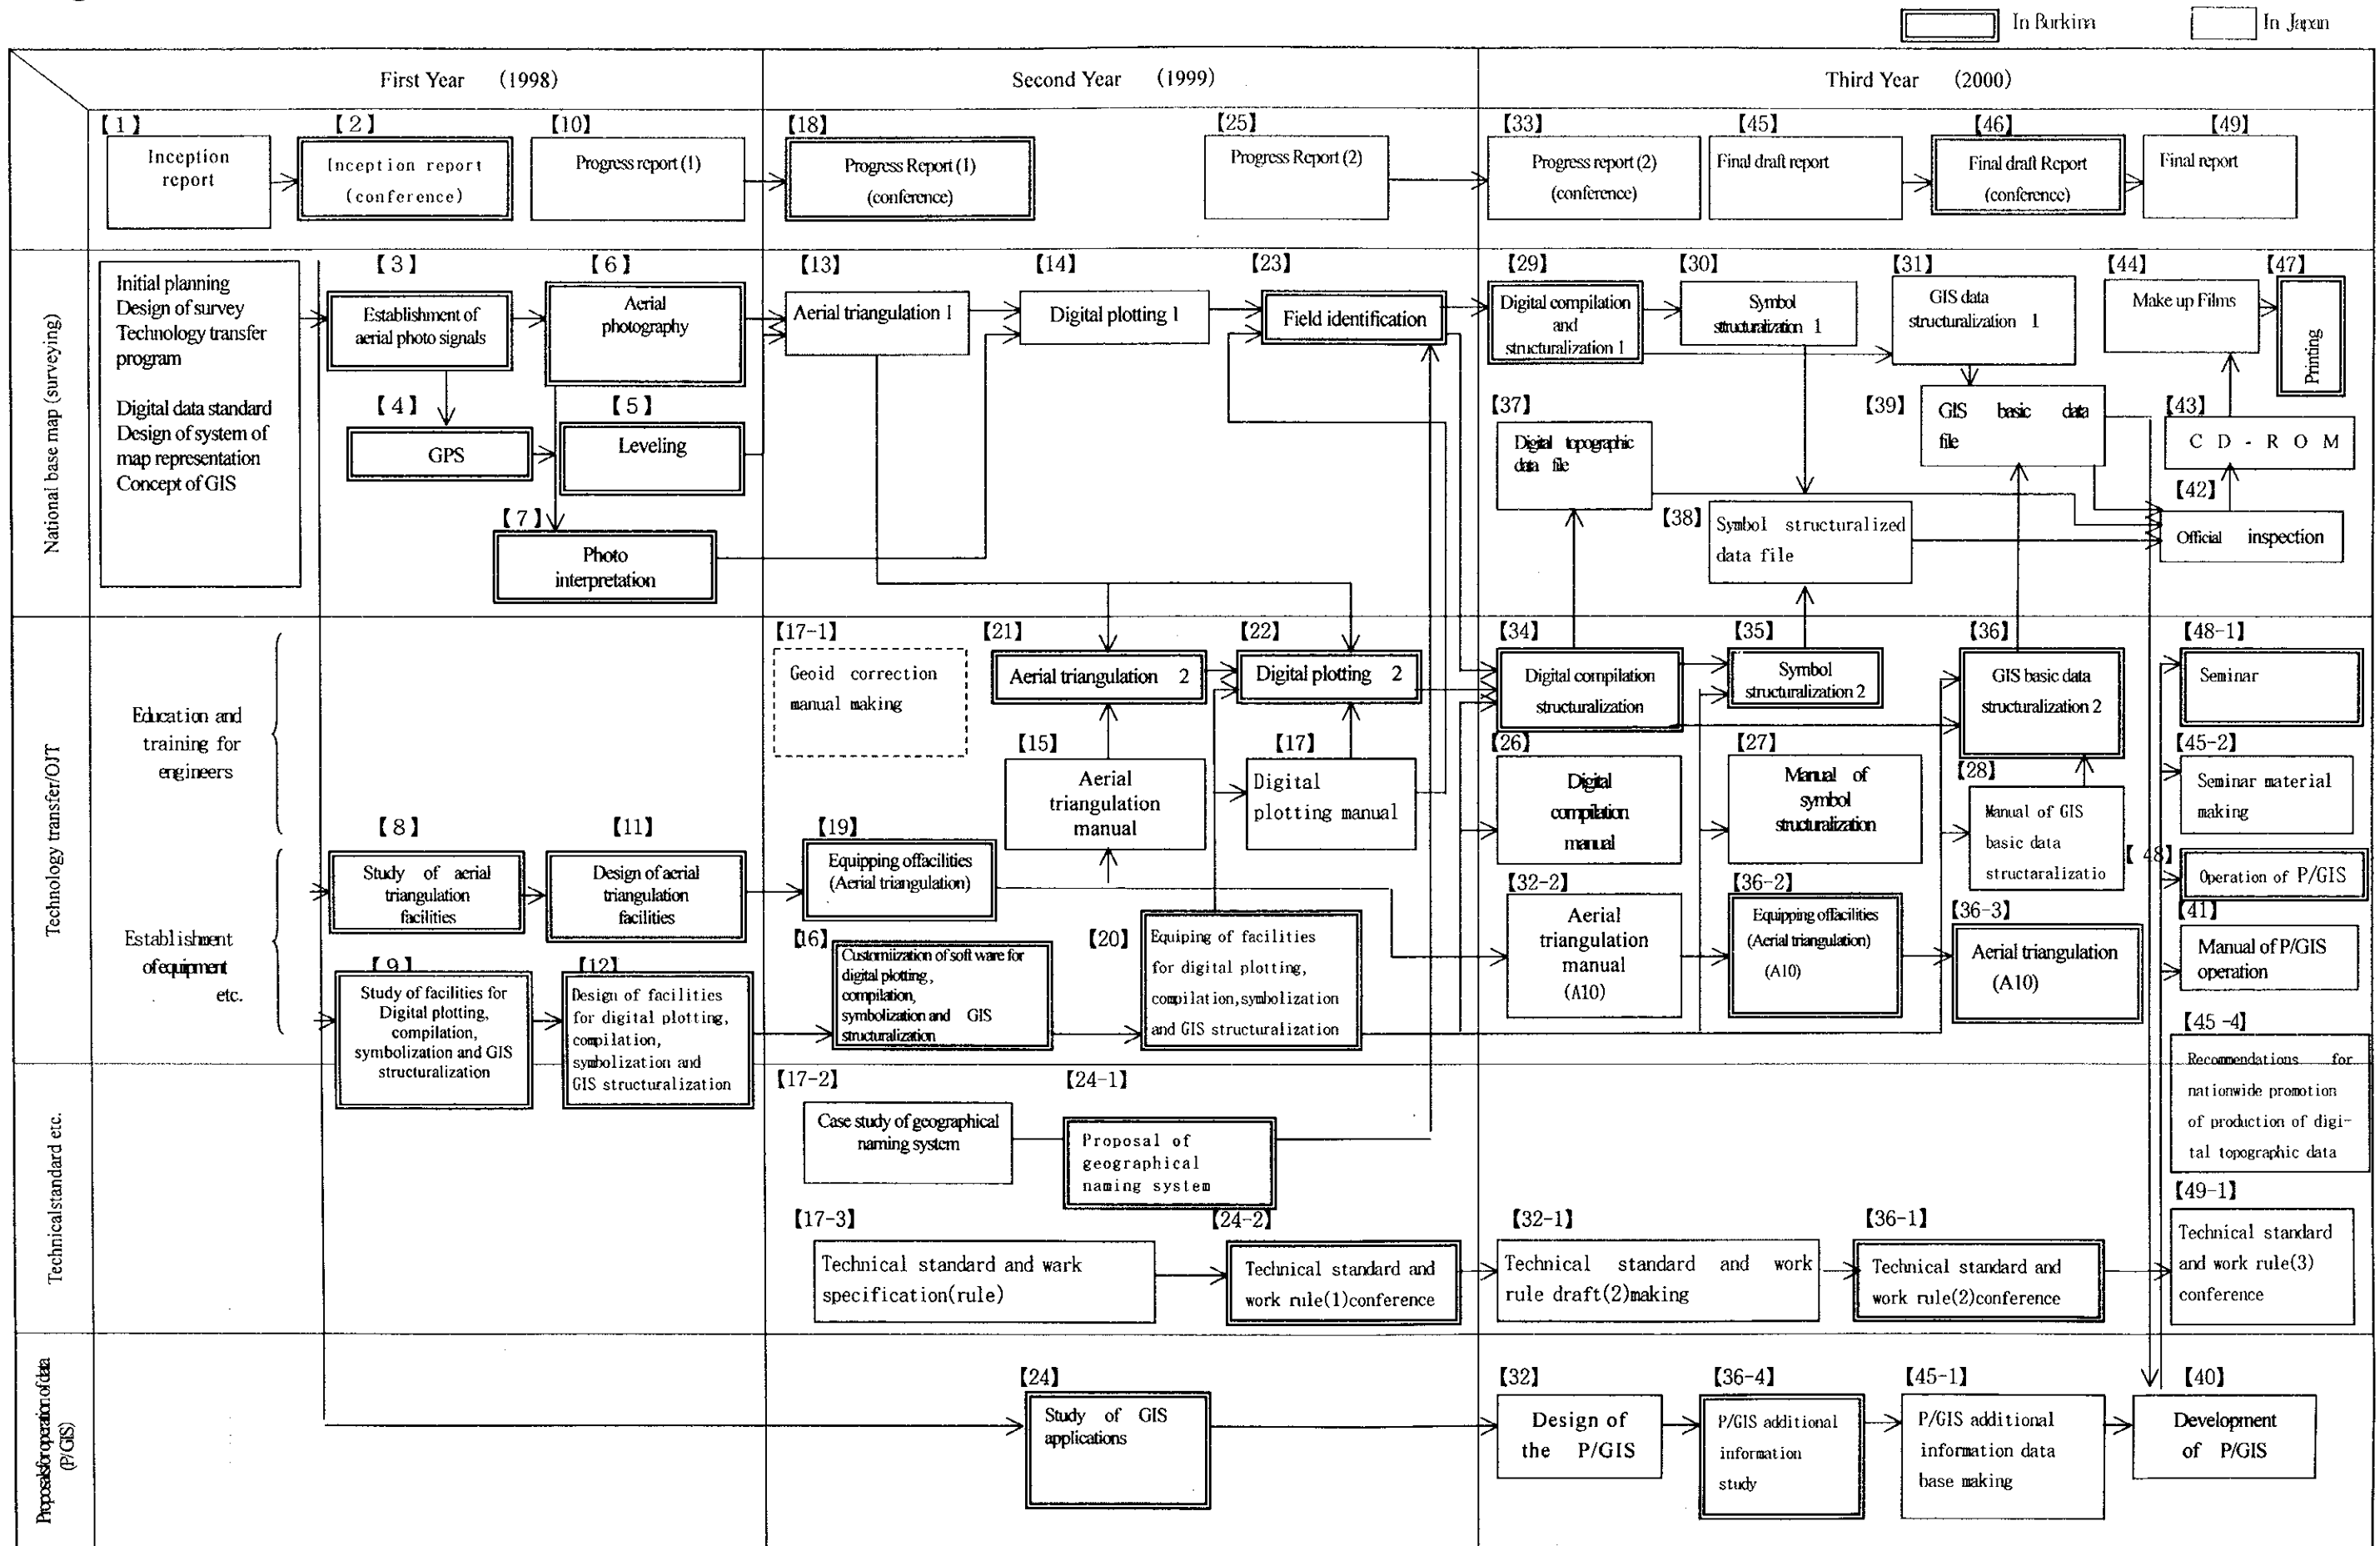 In Burkina
In Japan
First Year (1998)
Second Year (1999)
Third Year (2000)
【1】
Inception
report
【2】
Inception report
(conference)
【10】
Progress report(1)
【18】
Progress Report(1)
(conference)
【25】
Progress Report(2)
【33】
Progress report(2)
(conference)
【45】
Final draft report
【46】
Final draft Report
(conference)
【49】
Final report
National base map (surveying)
Initial planning
Design of survey
Technology transfer
program
Digital data standard
Design of system of
map representation
Concept of GIS
【3】
Establishment of
aerial photo signals
【6】
Aerial
photography
【4】
GPS
【5】
Leveling
【7】
Photo
interpretation
【13】
Aerial triangulation 1
【14】
Digital plotting 1
【23】
Field identification
【29】
Digital compilation
and
structuralization 1
【30】
Symbol
structuralization 1
【31】
GIS data
structuralization 1
【44】
Make up Films
【47】
Printing
【37】
Digital topographic
data file
【39】
GIS basic data
file
【43】
CD-ROM
【38】
Symbol structuralized
data file
【42】
Official inspection
Technology transfer/OJT
Education and
training for
engineers
Establishment
of equipment
etc.
【17-1】
Geoid correction
manual making
【21】
Aerial triangulation 2
【22】
Digital plotting 2
【15】
Aerial
triangulation
manual
【17】
Digital
plotting manual
【34】
Digital compilation
structuralization
【35】
Symbol
structuralization 2
【36】
GIS basic data
structuralization 2
【48-1】
Seminar
【26】
Digital
compilation
manual
【27】
Manual of
symbol
structuralization
【28】
Manual of GIS
basic data
structaralizatio
【45-2】
Seminar material
making
【48】
Operation of P/GIS
【8】
Study of aerial
triangulation
facilities
【11】
Design of aerial
triangulation
facilities
【19】
Equipping offacilities
(Aerial triangulation)
【32-2】
Aerial
triangulation
manual
(A10)
【36-2】
Equipping offacilities
(Aerial triangulation)
(A10)
【36-3】
Aerial triangulation
(A10)
【41】
Manual of P/GIS
operation
【9】
Study of facilities for
Digital plotting,
compilation,
symbolization and GIS
structuralization
【12】
Design of facilities
for digital plotting,
compilation,
symbolization and
GIS structuralization
【16】
Customiization of soft ware for
digital plotting,
compilation,
symbolization and GIS
structuralization
【20】
Equiping of facilities
for digital plotting,
compilation,symbolization
and GIS structuralization
【45-4】
Recommendations for
nationwide promotion
of production of digi-
tal topographic data
Technicalstandard etc.
【17-2】
Case study of geographical
naming system
【24-1】
Proposal of
geographical
naming system
【17-3】
Technical standard and wark
specification(rule)
【24-2】
Technical standard and
work rule(1)conference
【32-1】
Technical standard and work
rule draft(2)making
【36-1】
Technical standard and
work rule(2)conference
【49-1】
Technical standard
and work rule(3)
conference
Proposals for operation of data
(P/GIS)
【24】
Study of GIS
applications
【32】
Design of
the P/GIS
【36-4】
P/GIS additional
information
study
【45-1】
P/GIS additional
information data
base making
【40】
Development
of P/GIS